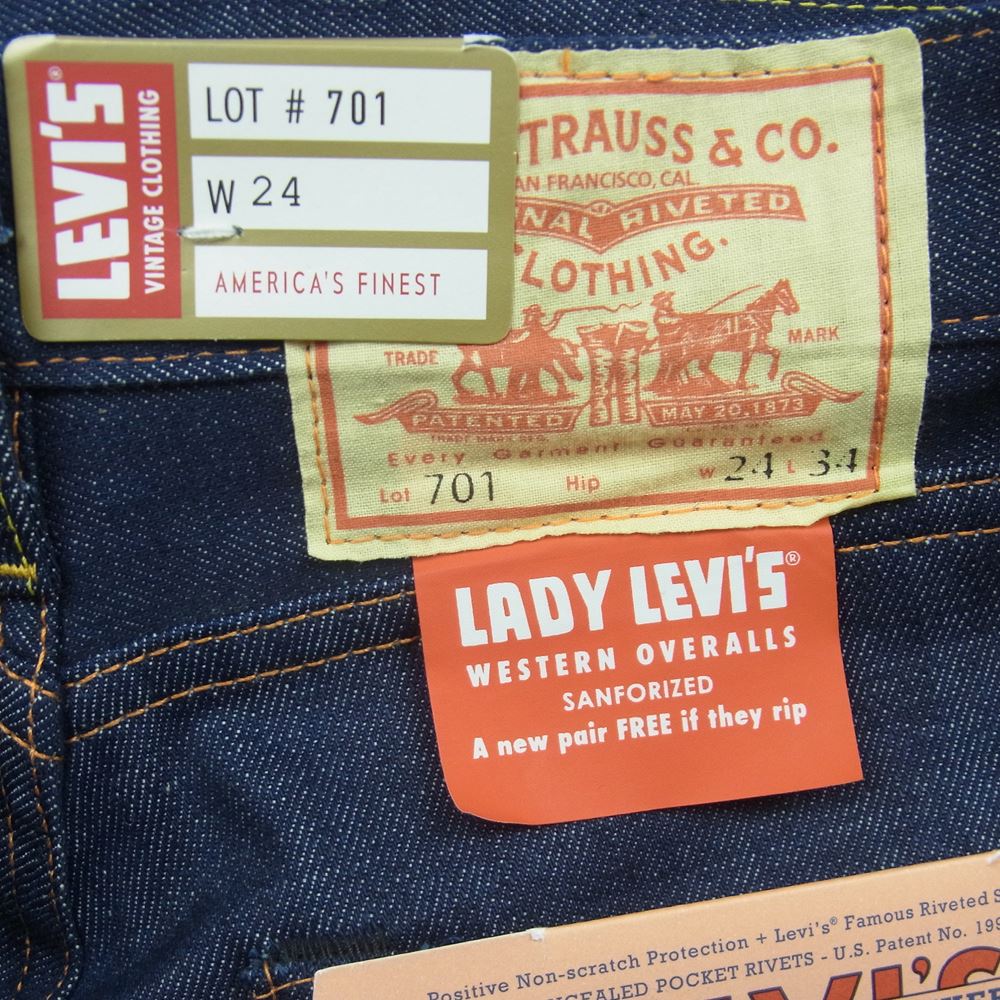 LEVI'S®
VINTAGE CLOTHING
LOT # 701
W 24
AMERICA'S FINEST
TRAUSS & CO.
AN FRANCISCO, CAL.
NAL RIVETED
CLOTHING.
TRADE MARK
PATENTED MAY 20, 1873
TRADE MARK REG.
Every Garment Guaranteed
Lot 701 Hip W 24 L 34
LADY LEVI'S®
WESTERN OVERALLS
SANFORIZED
A new pair FREE if they rip
Positive Non-scratch Protection + Levi's® Famous Riveted S
NCEALED POCKET RIVETS - U.S. Patent No. 199
VI'S